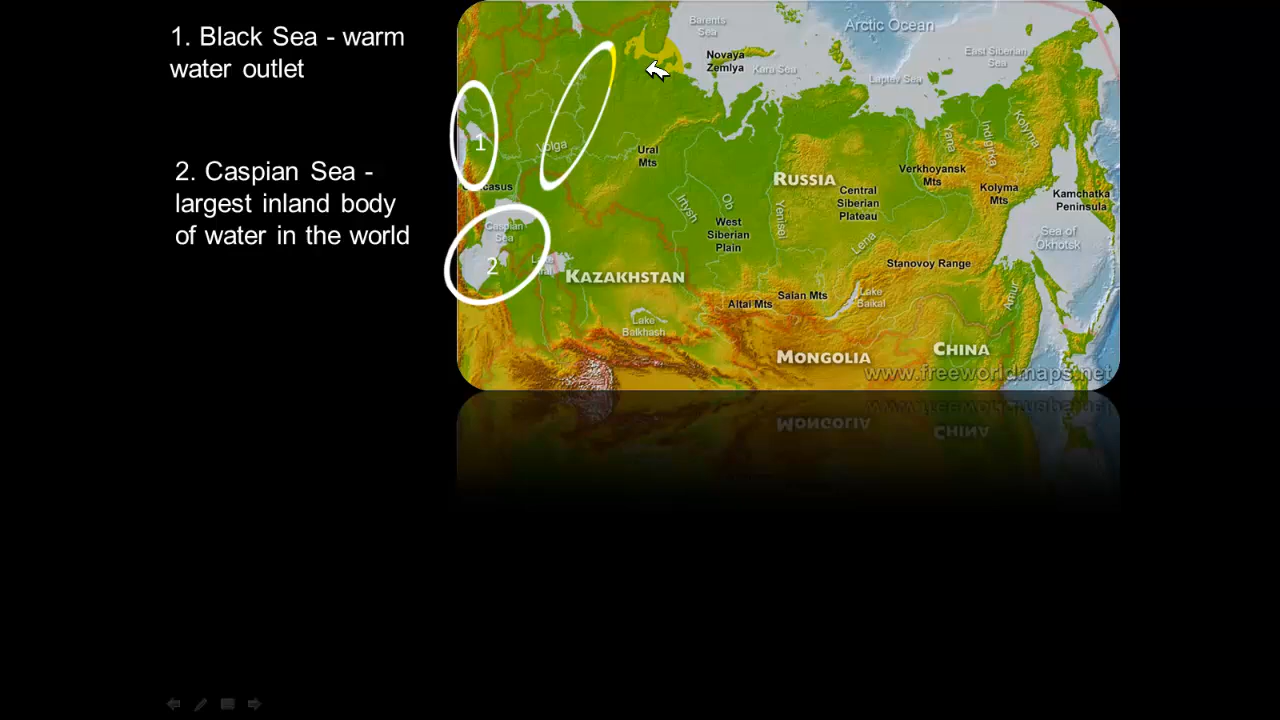 1. Black Sea - warm
water outlet
2. Caspian Sea -
largest inland body
of water in the world
Barents
Sea
Arctic Ocean
Novaya
Zemlya
Kara Sea
Laptev Sea
East Siberian
Sea
1
Volga
Ural
Mts
RUSSIA
Central
Siberian
Plateau
Verkhoyansk
Mts
Yana
Indigirka
Kolyma
Kolyma
Mts
Kamchatka
Peninsula
Irtysh
Ob
Yenisei
West
Siberian
Plain
Lena
Sea of
Okhotsk
Caspian
Sea
2
KAZAKHSTAN
Stanovoy Range
Altai Mts
Saian Mts
Lake
Baikal
Amur
Lake
Balkhash
MONGOLIA
CHINA
www.freeworldmaps.net